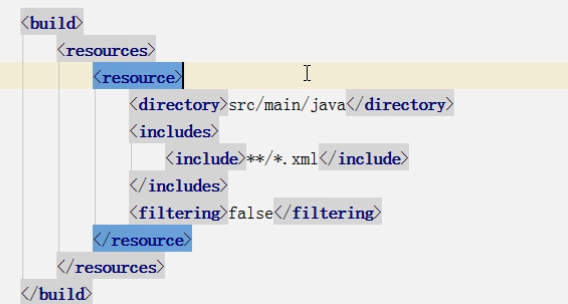 <build>
<resources>
<resource>
<directory>src/main/java</directory>
<includes>
<include>**/*.xml</include>
</includes>
<filtering>false</filtering>
</resource>
</resources>
</build>